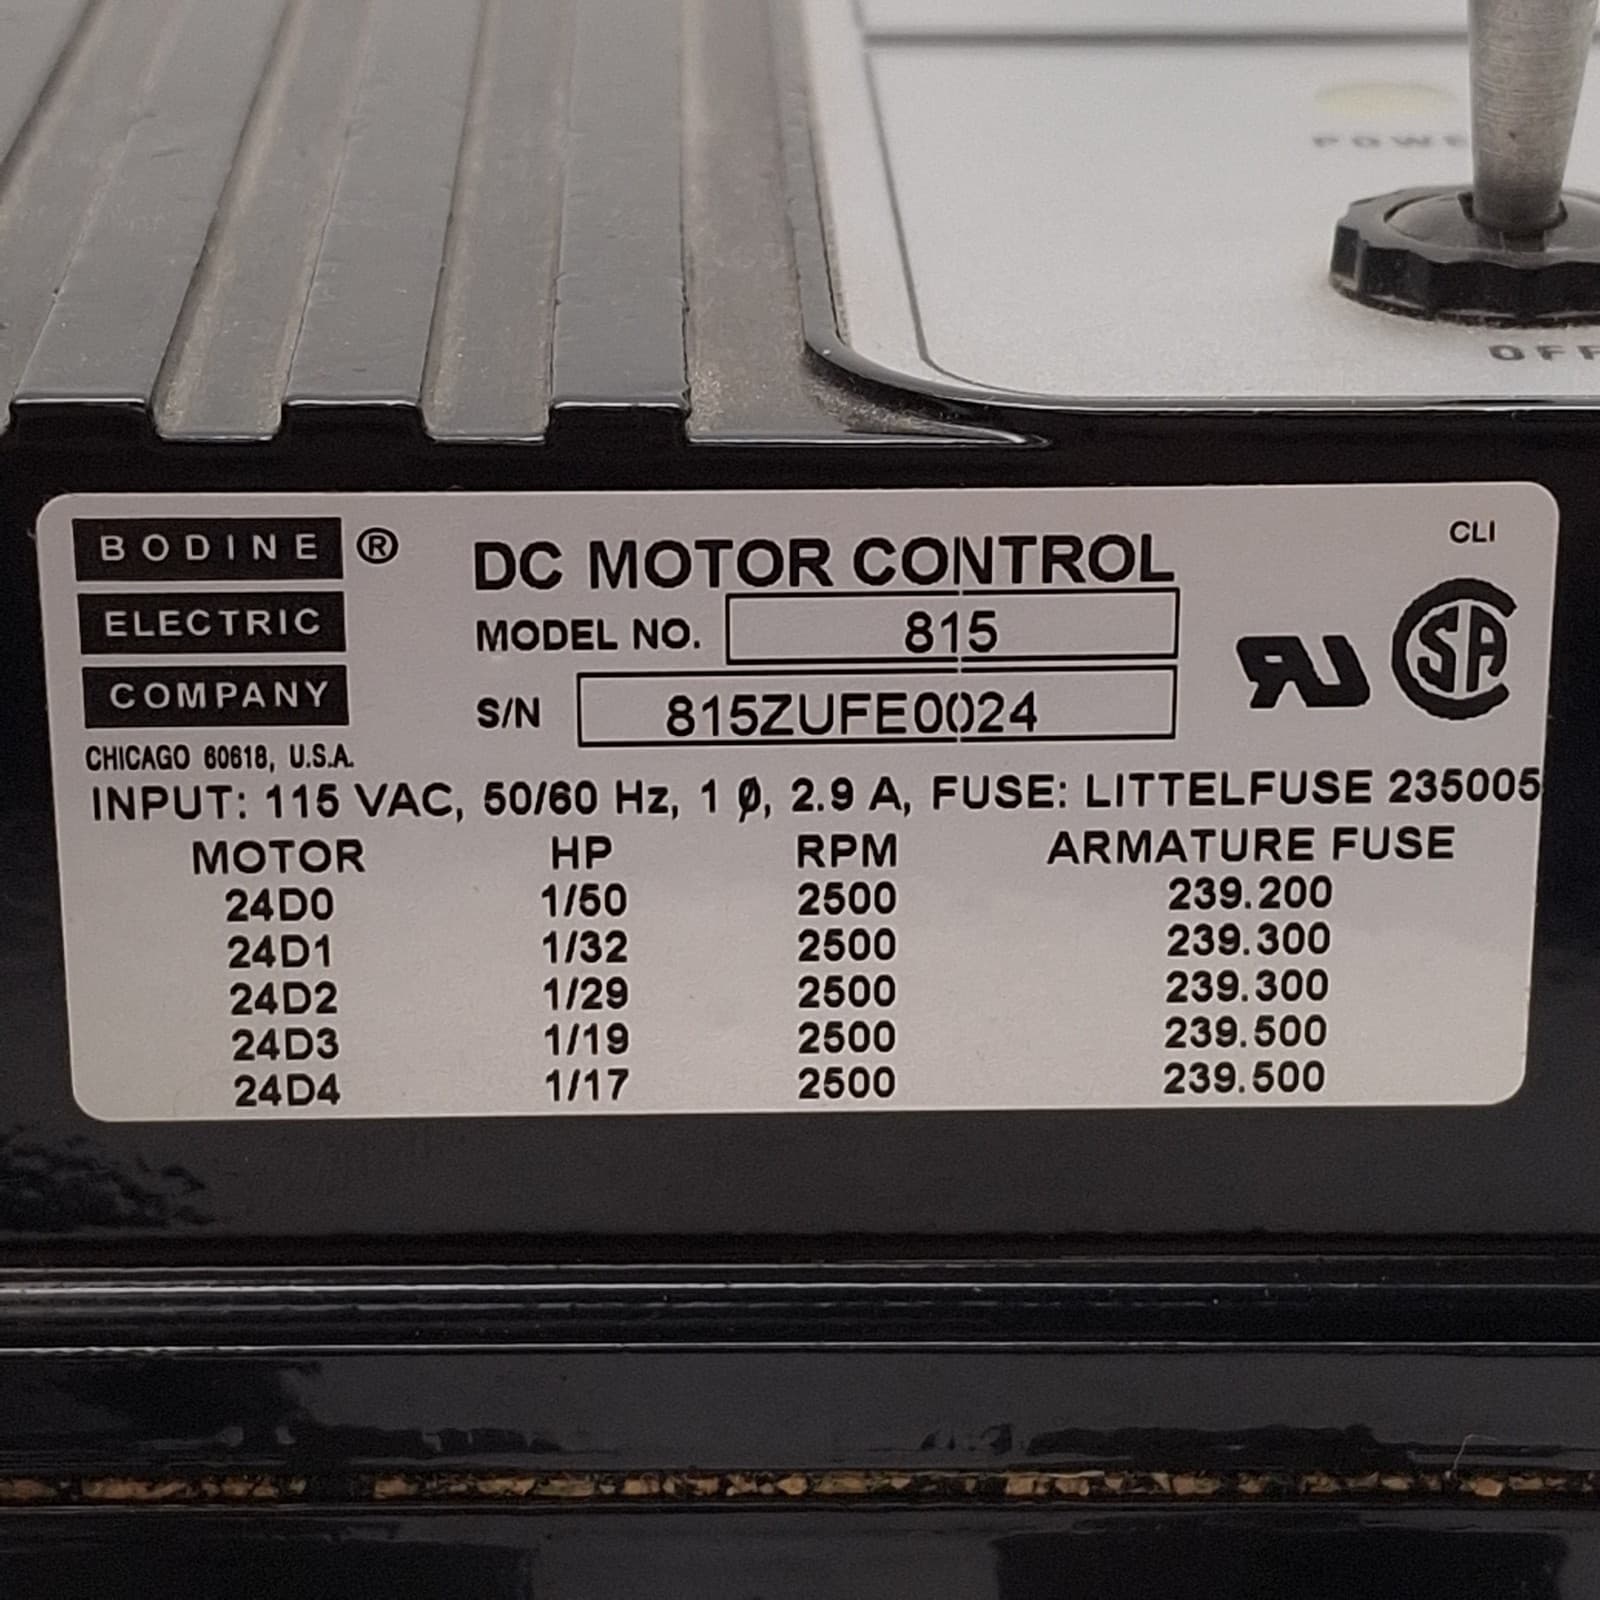 POWE
OFF
BODINE ®
ELECTRIC
COMPANY
CHICAGO 60618, U.S.A.
DC MOTOR CONTROL
MODEL NO. 815
S/N 815ZUFE0024
CLI
INPUT: 115 VAC, 50/60 Hz, 1 ø, 2.9 A, FUSE: LITTELFUSE 235005
MOTOR HP RPM ARMATURE FUSE
24D0 1/50 2500 239.200
24D1 1/32 2500 239.300
24D2 1/29 2500 239.300
24D3 1/19 2500 239.500
24D4 1/17 2500 239.500